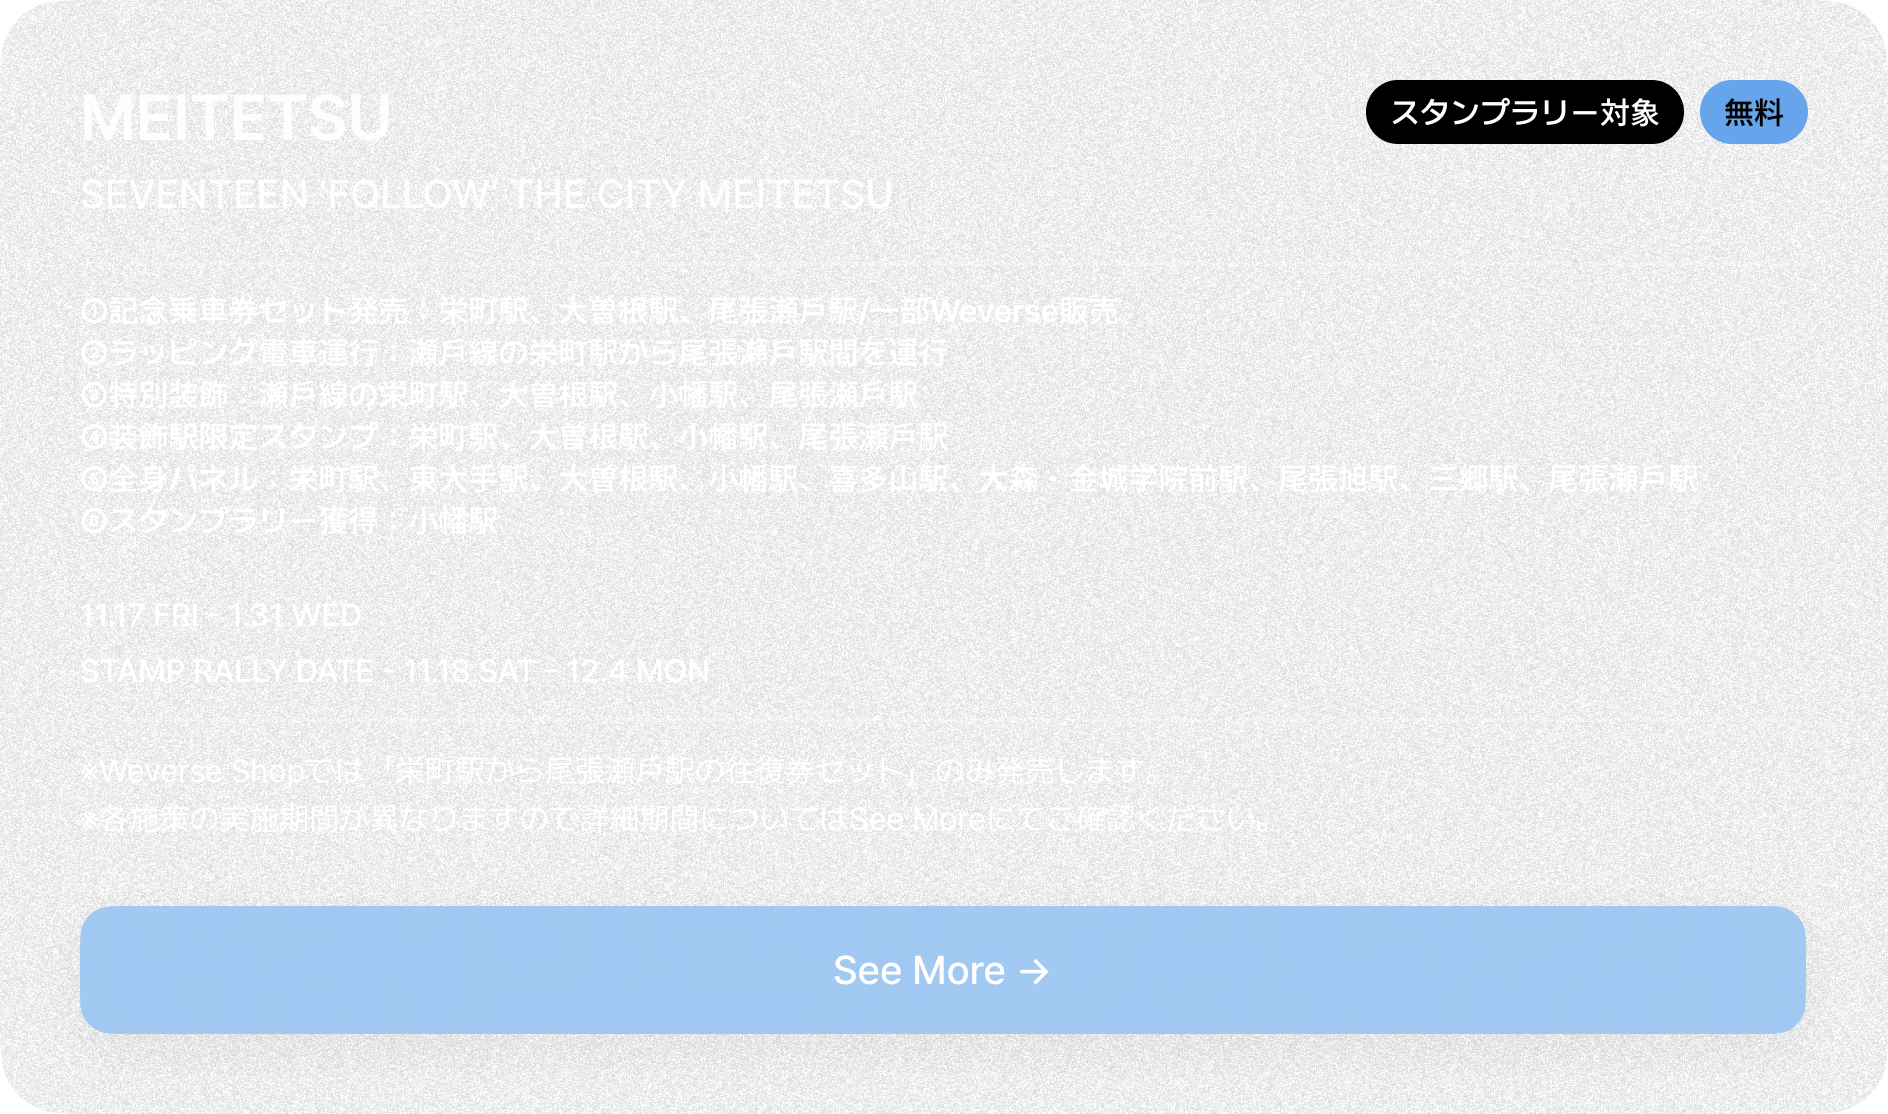 MEITETSU
スタンプラリー対象
無料
SEVENTEEN 'FOLLOW' THE CITY MEITETSU
①記念乗車券セット発売：栄町駅、大曽根駅、尾張瀬戸駅/一部Weverse販売
②ラッピング電車運行：瀬戸線の栄町駅から尾張瀬戸駅間を運行
③特別装飾：瀬戸線の栄町駅、大曽根駅、小幡駅、尾張瀬戸駅
④装飾駅限定スタンプ：栄町駅、大曽根駅、小幡駅、尾張瀬戸駅
⑤全身パネル：栄町駅、東大手駅、大曽根駅、小幡駅、喜多山駅、大森・金城学院前駅、尾張旭駅、三郷駅、尾張瀬戸駅
⑥スタンプラリー獲得：小幡駅
11.17 FRI - 1.31 WED
STAMP RALLY DATE - 11.18 SAT – 12.4 MON
※Weverse Shopでは「栄町駅から尾張瀬戸駅の往復券セット」のみ発売します。
※各施策の実施期間が異なりますので詳細期間についてはSee Moreにてご確認ください。
See More →